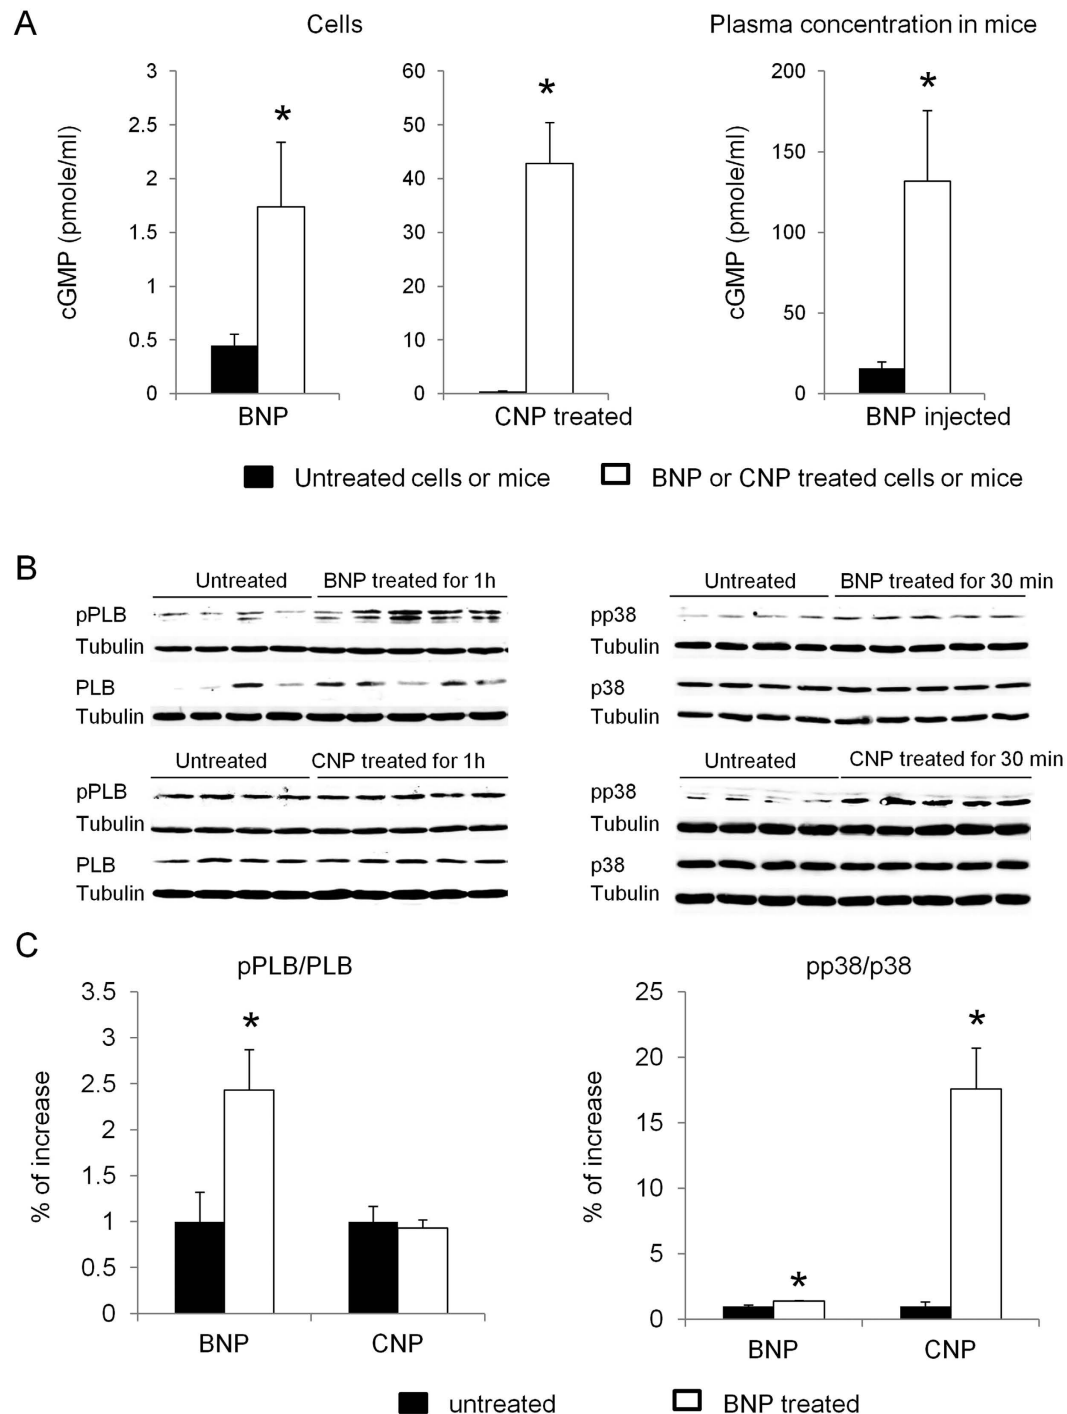 A
Cells
Plasma concentration in mice
cGMP (pmole/ml)
3
2.5
2
1.5
1
0.5
0
BNP
60
50
40
30
20
10
0
CNP treated
cGMP (pmole/ml)
200
150
100
50
0
BNP injected
*
*
*
Untreated cells or mice
BNP or CNP treated cells or mice
B
Untreated
BNP treated for 1h
pPLB
Tubulin
PLB
Tubulin
Untreated
CNP treated for 1h
pPLB
Tubulin
PLB
Tubulin
Untreated
BNP treated for 30 min
pp38
Tubulin
p38
Tubulin
Untreated
CNP treated for 30 min
pp38
Tubulin
p38
Tubulin
C
pPLB/PLB
% of increase
3.5
3
2.5
2
1.5
1
0.5
0
*
BNP
CNP
pp38/p38
% of increase
25
20
15
10
5
0
*
*
BNP
CNP
untreated
BNP treated